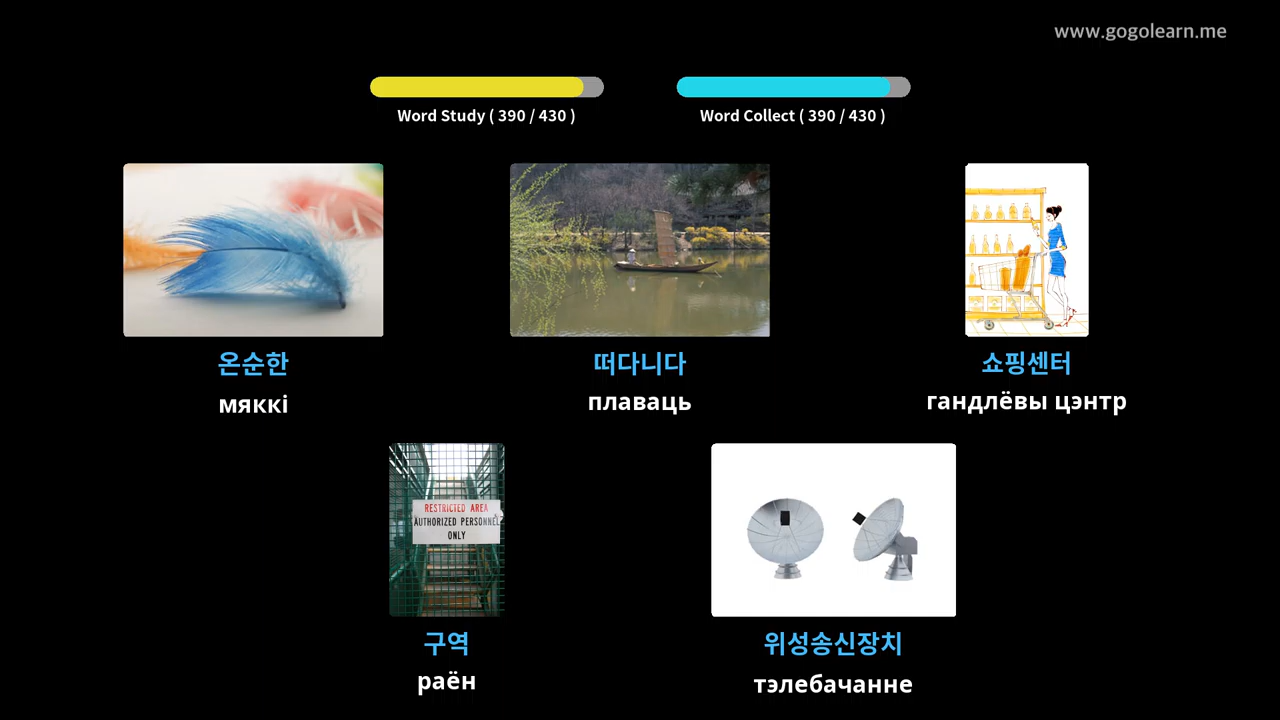 www.gogolearn.me
Word Study ( 390 / 430 )
Word Collect ( 390 / 430 )
온순한
мяккі
떠다니다
плаваць
쇼핑센터
гандлёвы цэнтр
RESTRICTED AREA
AUTHORIZED PERSONNEL
ONLY
구역
раён
위성송신장치
тэлебачанне